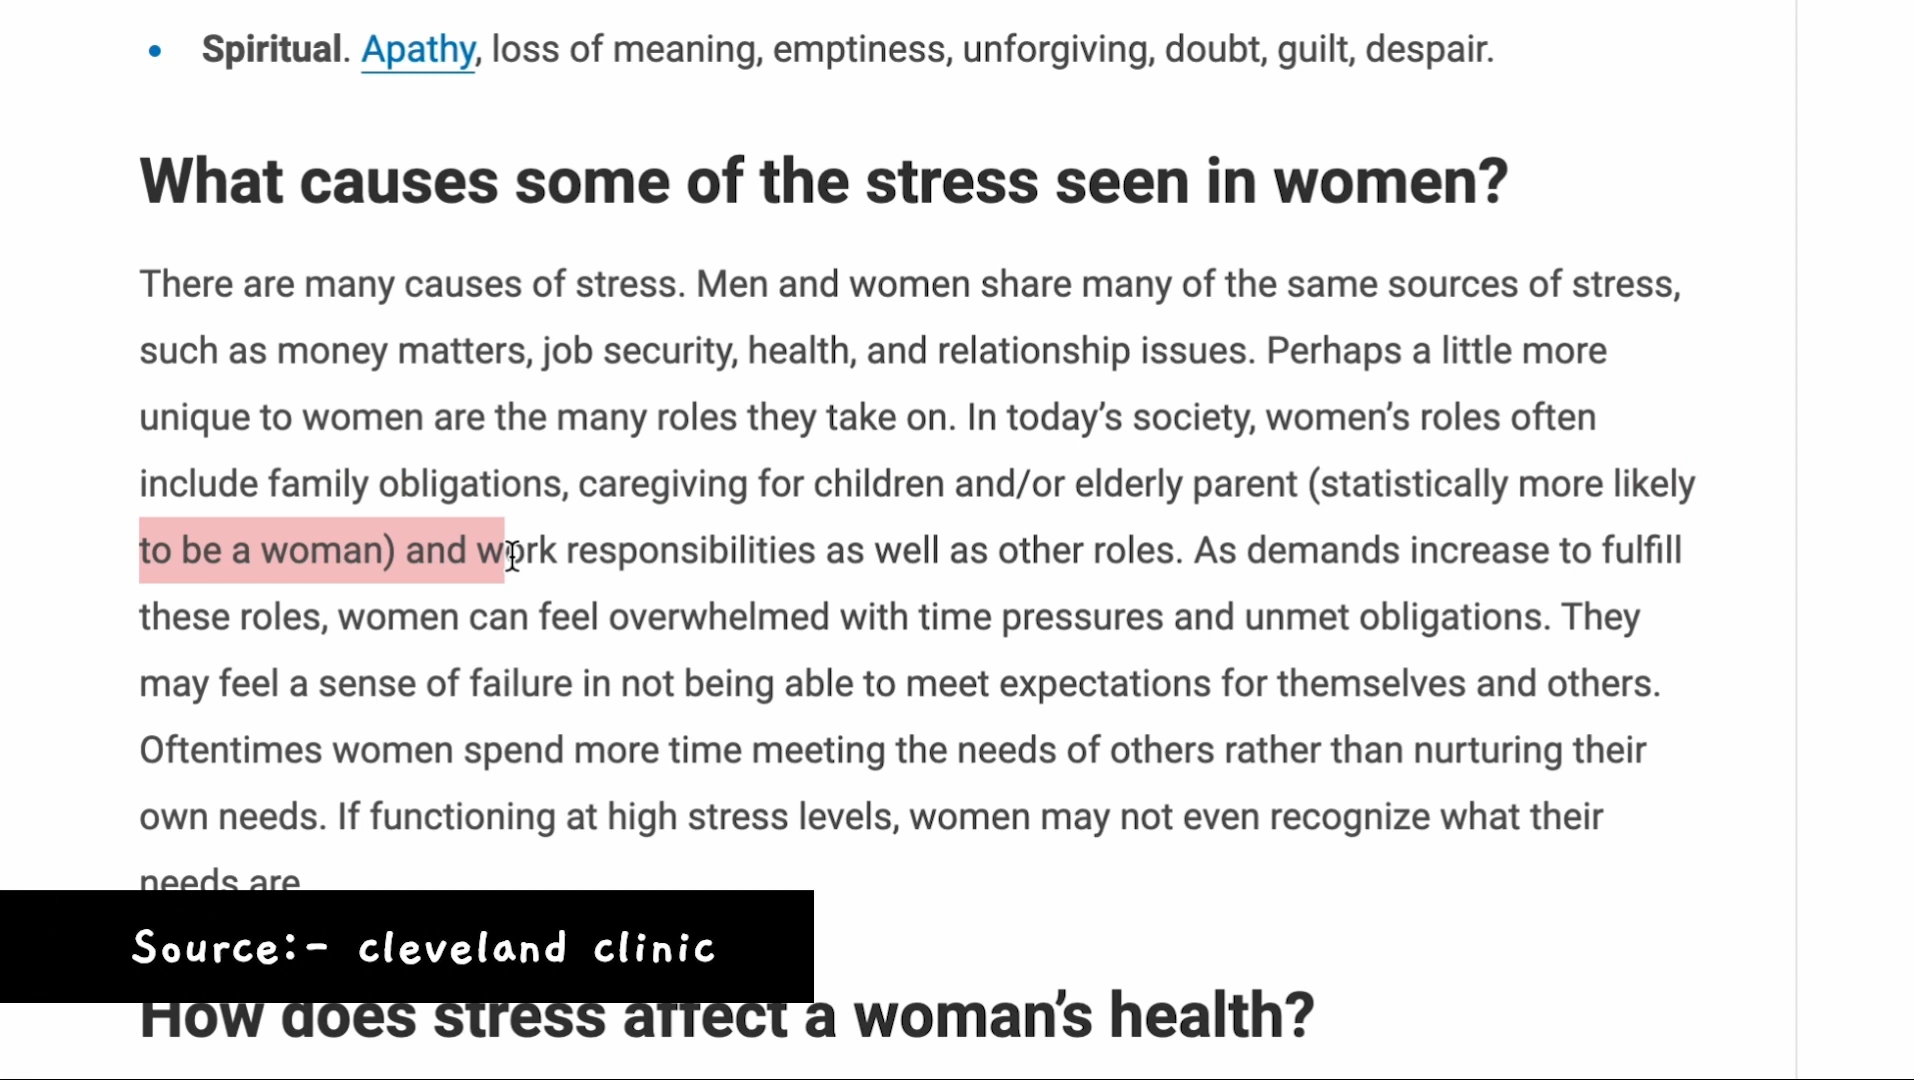 • Spiritual. Apathy, loss of meaning, emptiness, unforgiving, doubt, guilt, despair.
What causes some of the stress seen in women?
There are many causes of stress. Men and women share many of the same sources of stress,
such as money matters, job security, health, and relationship issues. Perhaps a little more
unique to women are the many roles they take on. In today’s society, women’s roles often
include family obligations, caregiving for children and/or elderly parent (statistically more likely
to be a woman) and work responsibilities as well as other roles. As demands increase to fulfill
these roles, women can feel overwhelmed with time pressures and unmet obligations. They
may feel a sense of failure in not being able to meet expectations for themselves and others.
Oftentimes women spend more time meeting the needs of others rather than nurturing their
own needs. If functioning at high stress levels, women may not even recognize what their
needs are
Source:- cleveland clinic
How does stress affect a woman’s health?